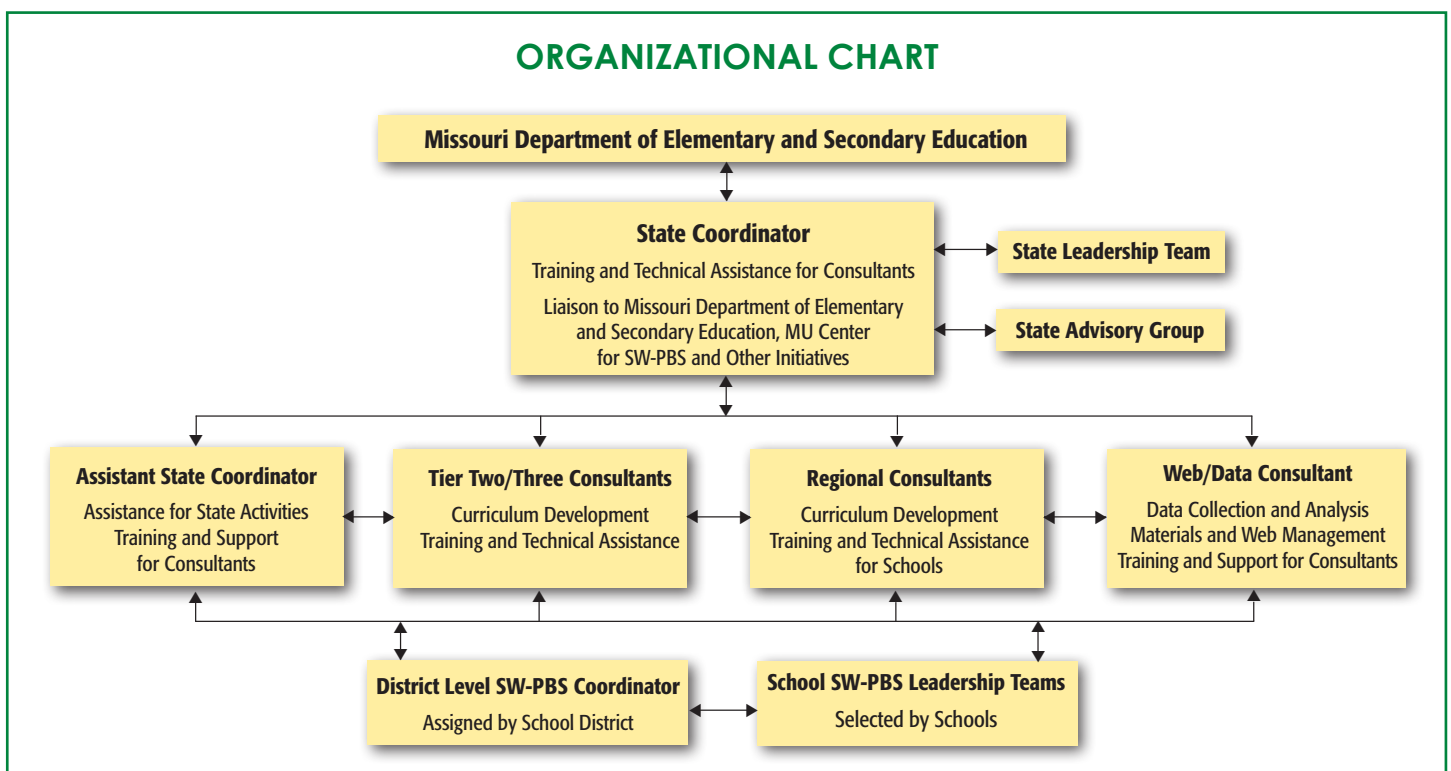 ORGANIZATIONAL CHART
Missouri Department of Elementary and Secondary Education
State Coordinator
Training and Technical Assistance for Consultants
Liaison to Missouri Department of Elementary
and Secondary Education, MU Center
for SW-PBS and Other Initiatives
State Leadership Team
State Advisory Group
Assistant State Coordinator
Assistance for State Activities
Training and Support
for Consultants
Tier Two/Three Consultants
Curriculum Development
Training and Technical Assistance
Regional Consultants
Curriculum Development
Training and Technical Assistance
for Schools
Web/Data Consultant
Data Collection and Analysis
Materials and Web Management
Training and Support for Consultants
District Level SW-PBS Coordinator
Assigned by School District
School SW-PBS Leadership Teams
Selected by Schools